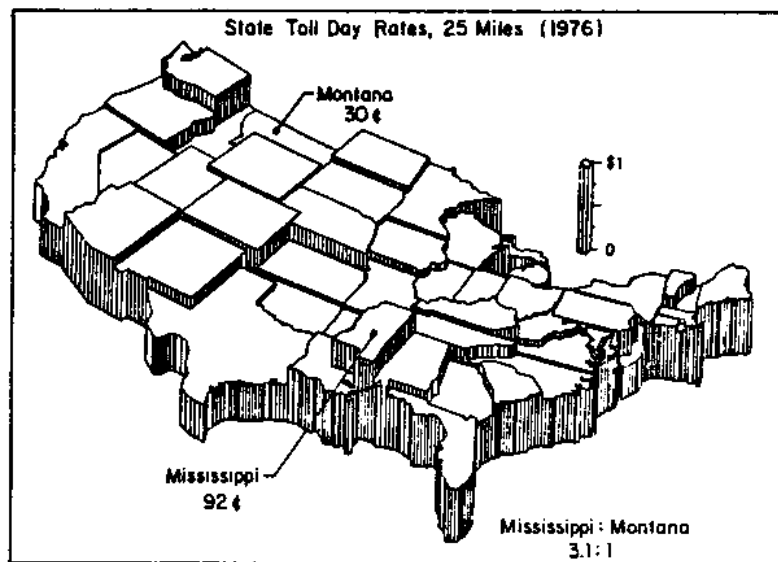 State Toll Day Rates, 25 Miles (1976)
Montana
30¢
$1
0
Mississippi
92¢
Mississippi : Montana
3.1:1